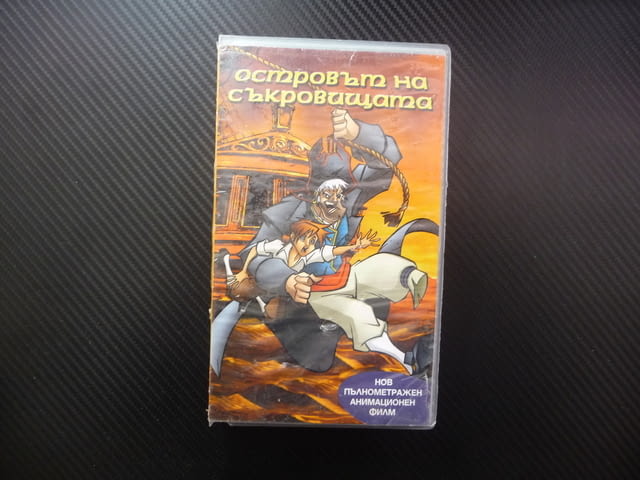 островът на
съкровищата
НОВ
ПЪЛНОМЕТРАЖЕН
АНИМАЦИОНЕН
ФИЛМ